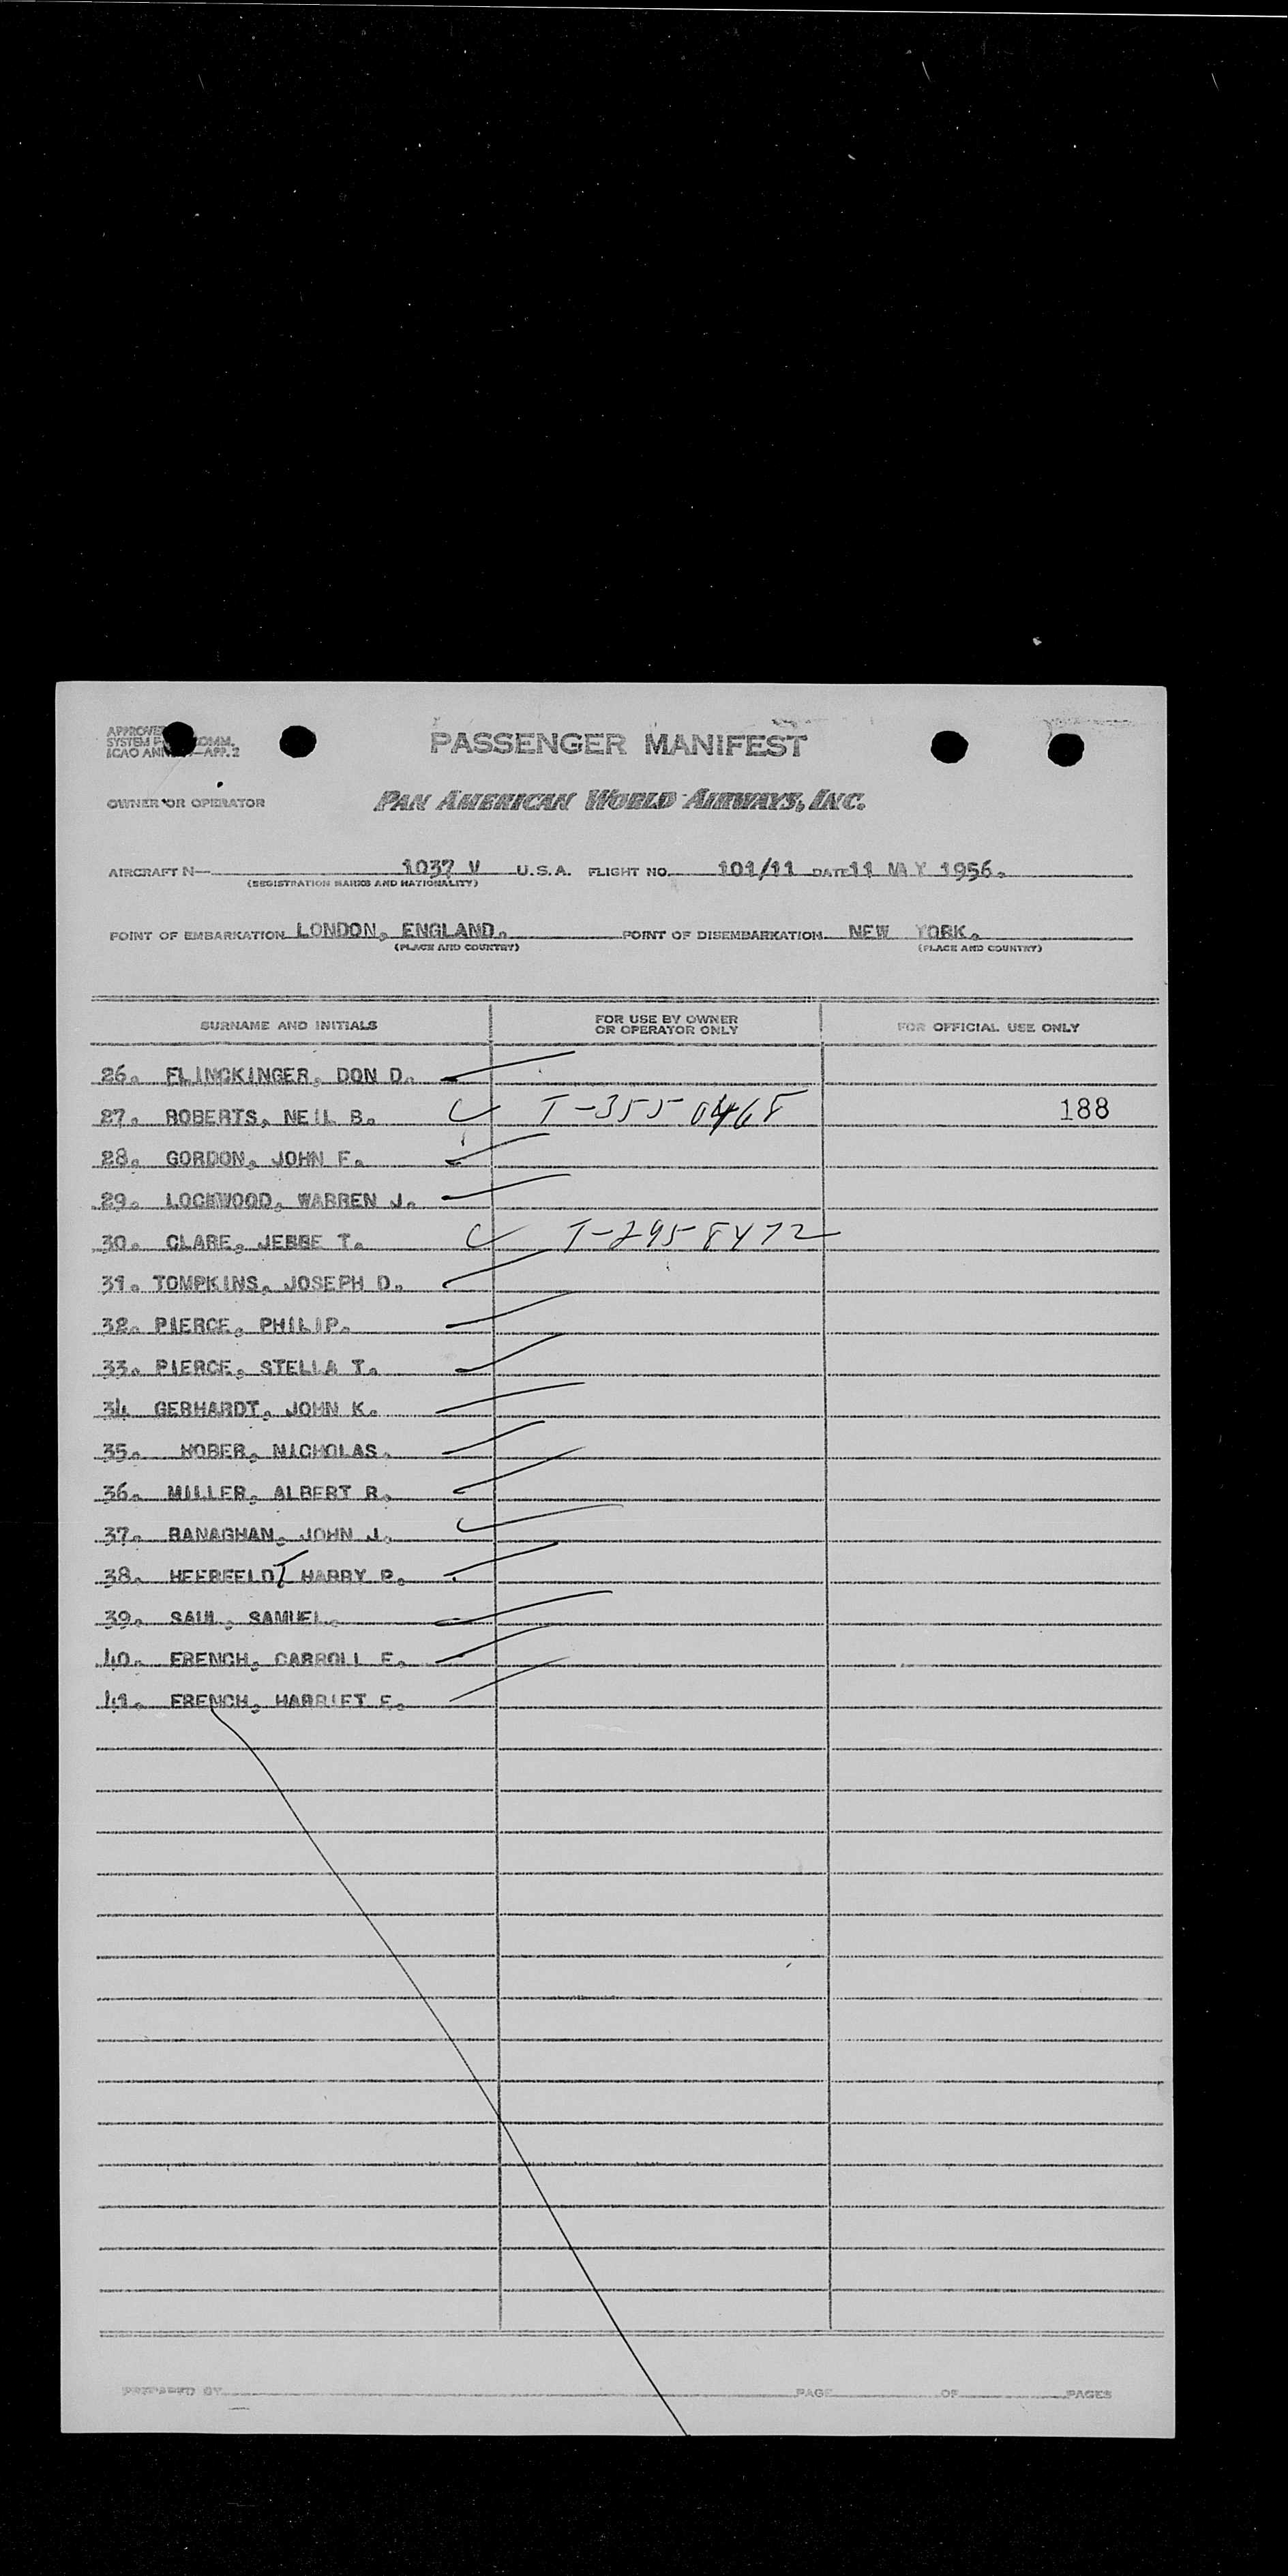 PASSENGER MANIFEST
OWNER OR OPERATOR PAN AMERICAN WORLD AIRWAYS, INC.
AIRCRAFT N— 1037 V U.S.A. FLIGHT NO. 101/11 DATE 11 MAY 1956.
(REGISTRATION MARKS AND NATIONALITY)
POINT OF EMBARKATION LONDON, ENGLAND. POINT OF DISEMBARKATION NEW YORK.
(PLACE AND COUNTRY) (PLACE AND COUNTRY)
SURNAME AND INITIALS FOR USE BY OWNER OR OPERATOR ONLY FOR OFFICIAL USE ONLY
26. FLINCKINGER, DON D.
27. ROBERTS, NEIL B. T-355 0468 188
28. GORDON, JOHN F.
29. LOCKWOOD, WARREN J.
30. CLARE, T. T-295 8472
31. TOMPKINS, JOSEPH D.
32. PIERCE, PHILIP.
33. PIERCE, STELLA T.
34 GERHARDT, JOHN K.
35. HOBER, NICHOLAS.
36. MILLER, ALBERT R.
37. RANAGHAN, JOHN J.
38. HARRY P.
39. SAUL, SAMUEL.
40. FRENCH, CARROLL E.
41. FRENCH, HARRIET E.
PREPARED BY PAGE OF PAGES